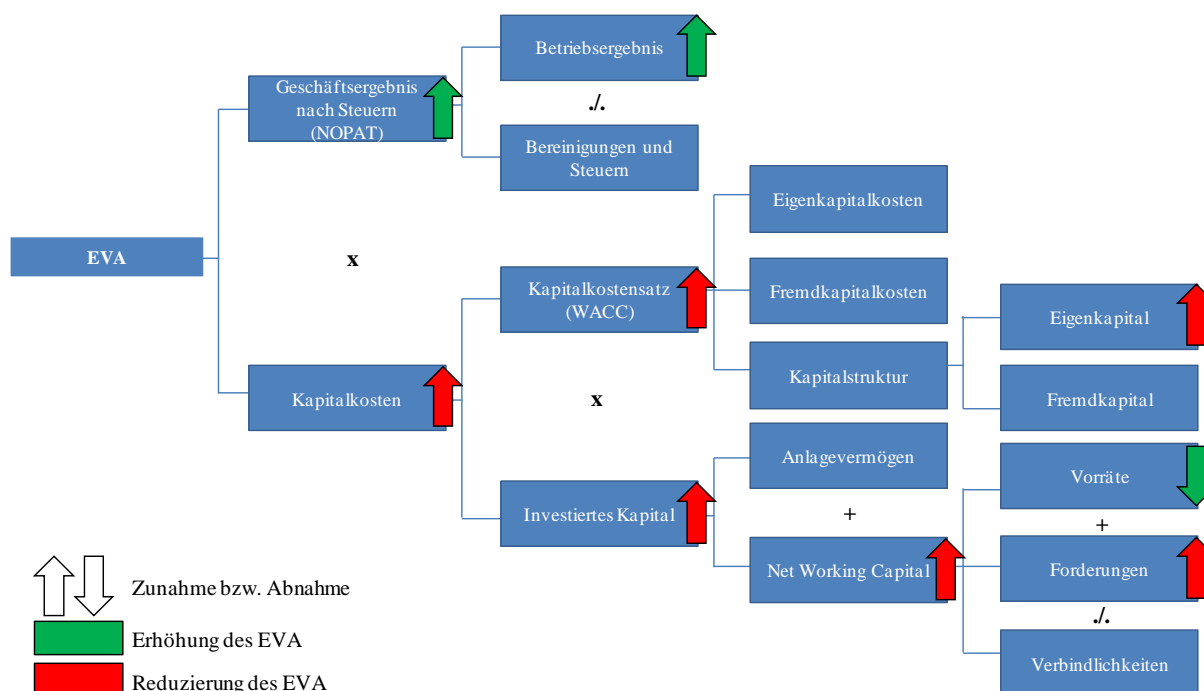 Betriebsergebnis
Geschäftsergebnis
nach Steuern
(NOPAT)
./.
Bereinigungen und
Steuern
Eigenkapitalkosten
EVA
x
Kapitalkostensatz
(WACC)
Fremdkapitalkosten
Eigenkapital
Kapitalstruktur
Kapitalkosten
x
Fremdkapital
Anlagevermögen
Vorräte
Investiertes Kapital
+
+
Net Working Capital
Forderungen
Zunahme bzw. Abnahme
./.
Erhöhung des EVA
Verbindlichkeiten
Reduzierung des EVA